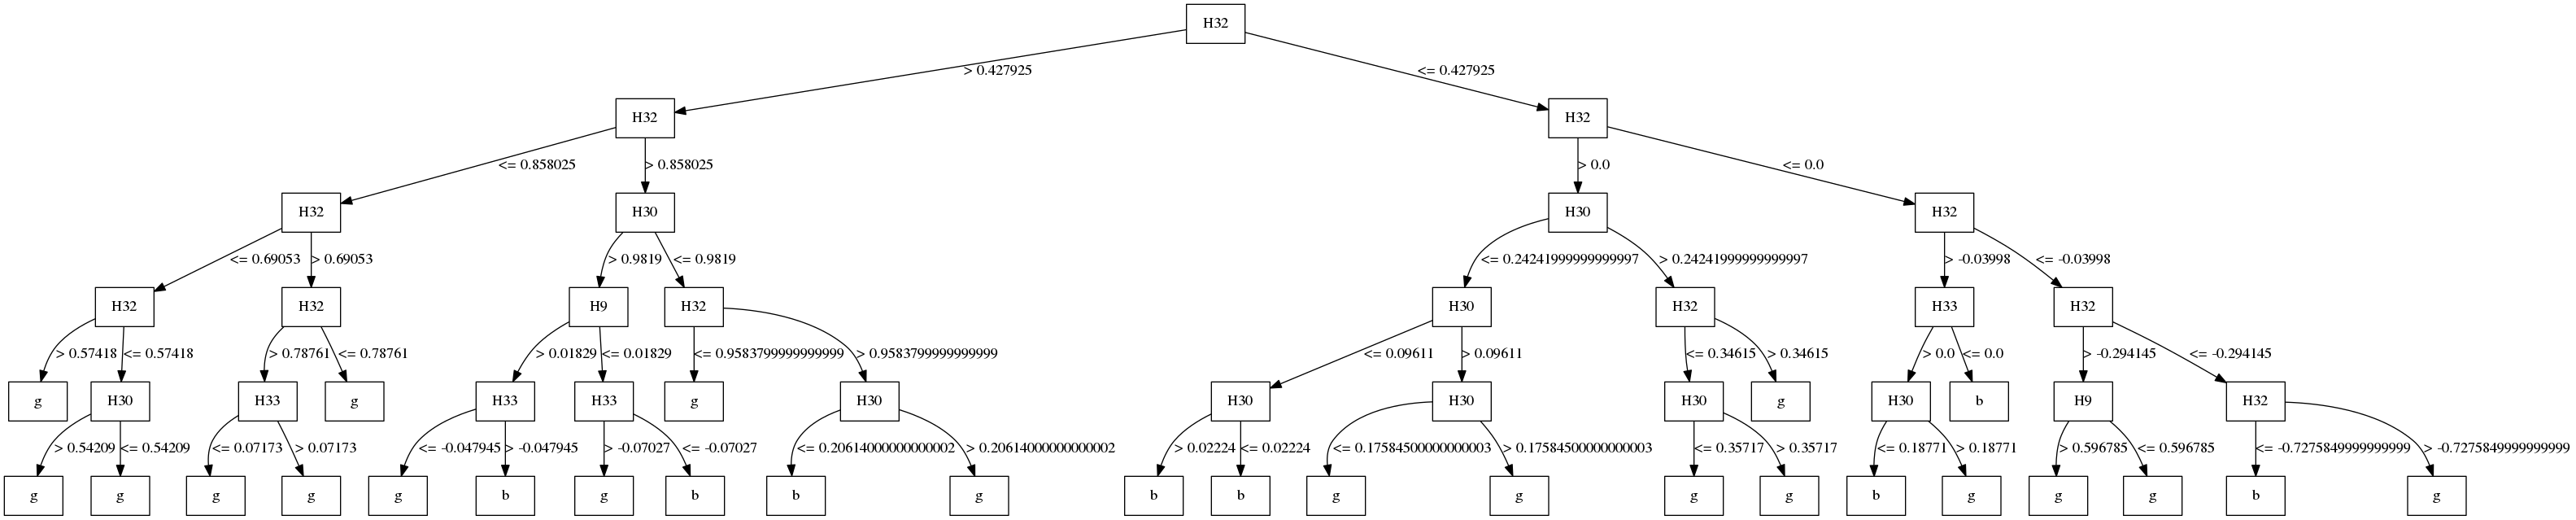 H32
> 0.427925 <= 0.427925
H32 H32
<= 0.858025 > 0.858025 > 0.0 <= 0.0
H32 H30 H30 H32
<= 0.69053 > 0.69053 > 0.9819 <= 0.9819 <= 0.24241999999999997 > 0.24241999999999997 > -0.03998 <= -0.03998
H32 H32 H9 H32 H30 H32 H33 H32
> 0.57418 <= 0.57418 > 0.78761 <= 0.78761 > 0.01829 <= 0.01829 <= 0.9583799999999999 > 0.9583799999999999 <= 0.09611 > 0.09611 <= 0.34615 > 0.34615 > 0.0 <= 0.0 > -0.294145 <= -0.294145
g H30 H33 g H33 H33 g H30 H30 H30 H30 g H30 b H9 H32
> 0.54209 <= 0.54209 <= 0.07173 > 0.07173 <= -0.047945 > -0.047945 > -0.07027 <= -0.07027 <= 0.20614000000000002 > 0.20614000000000002 > 0.02224 <= 0.02224 <= 0.175845000000000003 > 0.175845000000000003 <= 0.35717 > 0.35717 <= 0.18771 > 0.18771 > 0.596785 <= 0.596785 <= -0.7275849999999999 > -0.7275849999999999
g g g g g b g b b g b b g g g g b g g g b g